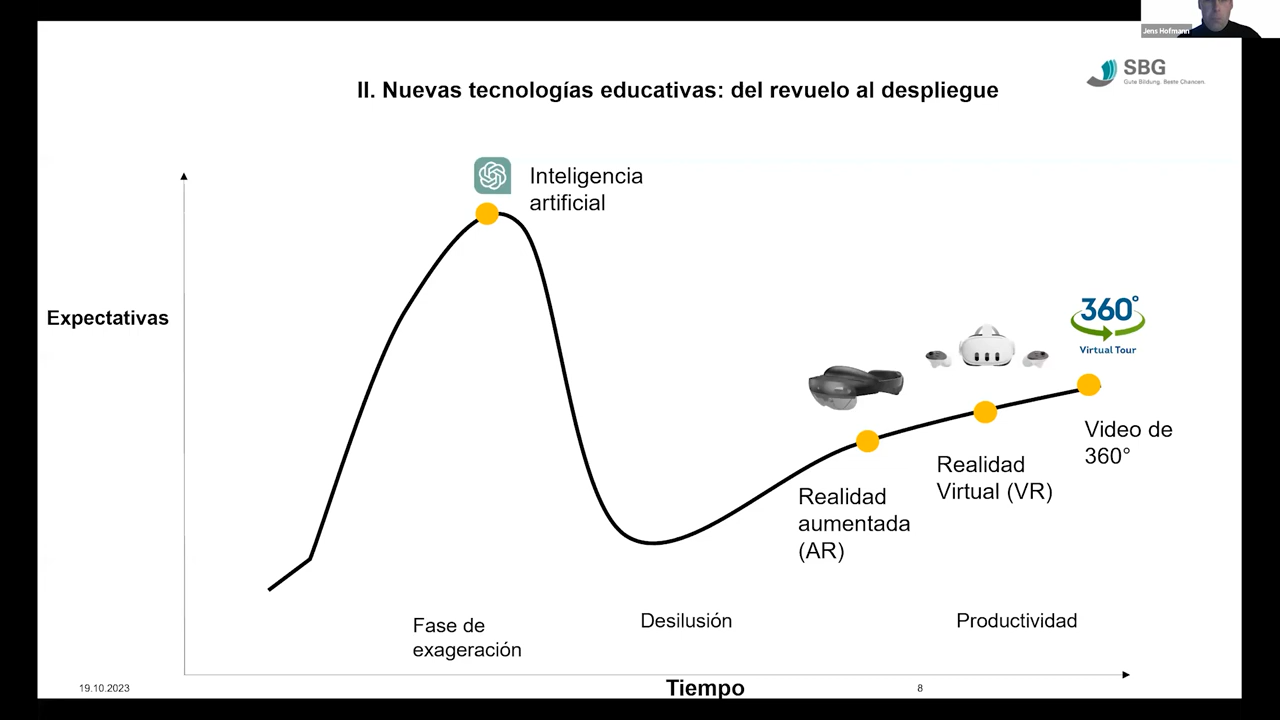 Jens Hofmann
SBG
Gute Bildung. Beste Chancen.
II. Nuevas tecnologías educativas: del revuelo al despliegue
Inteligencia
artificial
Expectativas
360°
Virtual Tour
Video de
360°
Realidad
Virtual (VR)
Realidad
aumentada
(AR)
Fase de
exageración
Desilusión
Productividad
Tiempo
19.10.2023
8